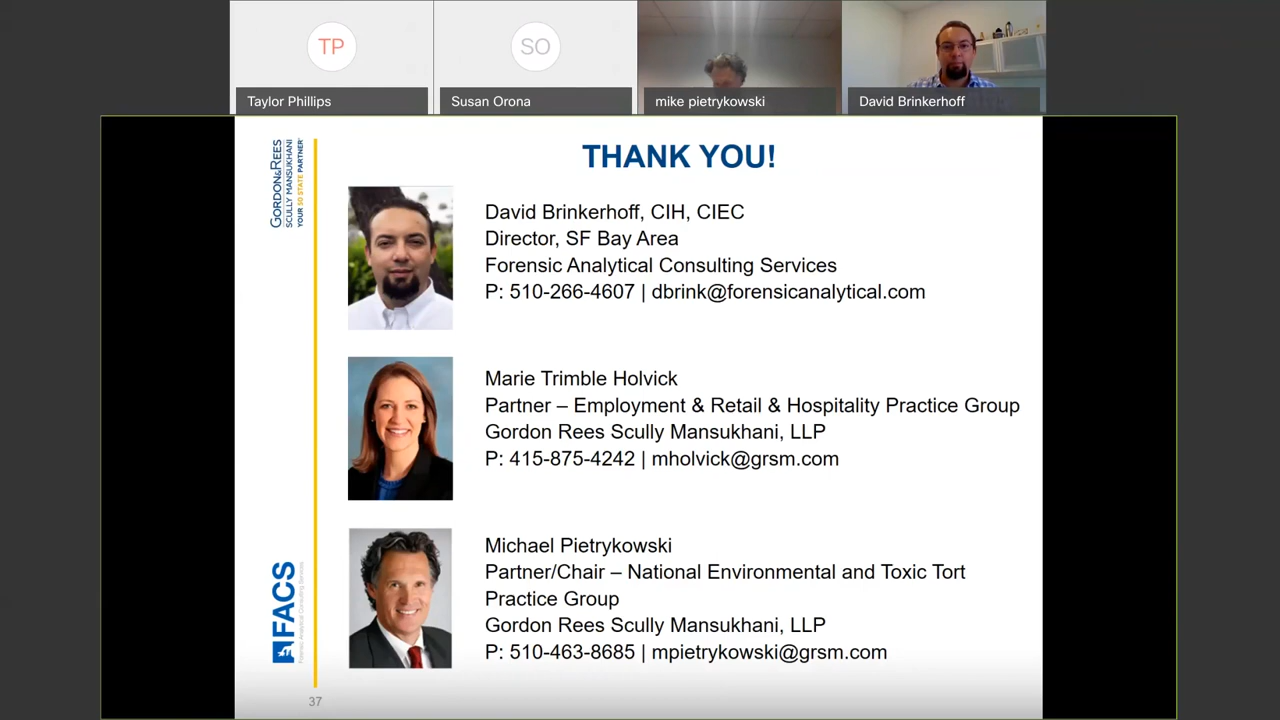 TP
SO
Taylor Phillips
Susan Orona
mike pietrykowski
David Brinkerhoff
GORDON&REES
SCULLY MANSUKHANI
YOUR 50 STATE PARTNER®
THANK YOU!
David Brinkerhoff, CIH, CIEC
Director, SF Bay Area
Forensic Analytical Consulting Services
P: 510-266-4607 | dbrink@forensicanalytical.com
Marie Trimble Holvick
Partner – Employment & Retail & Hospitality Practice Group
Gordon Rees Scully Mansukhani, LLP
P: 415-875-4242 | mholvick@grsm.com
Michael Pietrykowski
Partner/Chair – National Environmental and Toxic Tort
Practice Group
Gordon Rees Scully Mansukhani, LLP
P: 510-463-8685 | mpietrykowski@grsm.com
FACS
Forensic Analytical Consulting Services
37